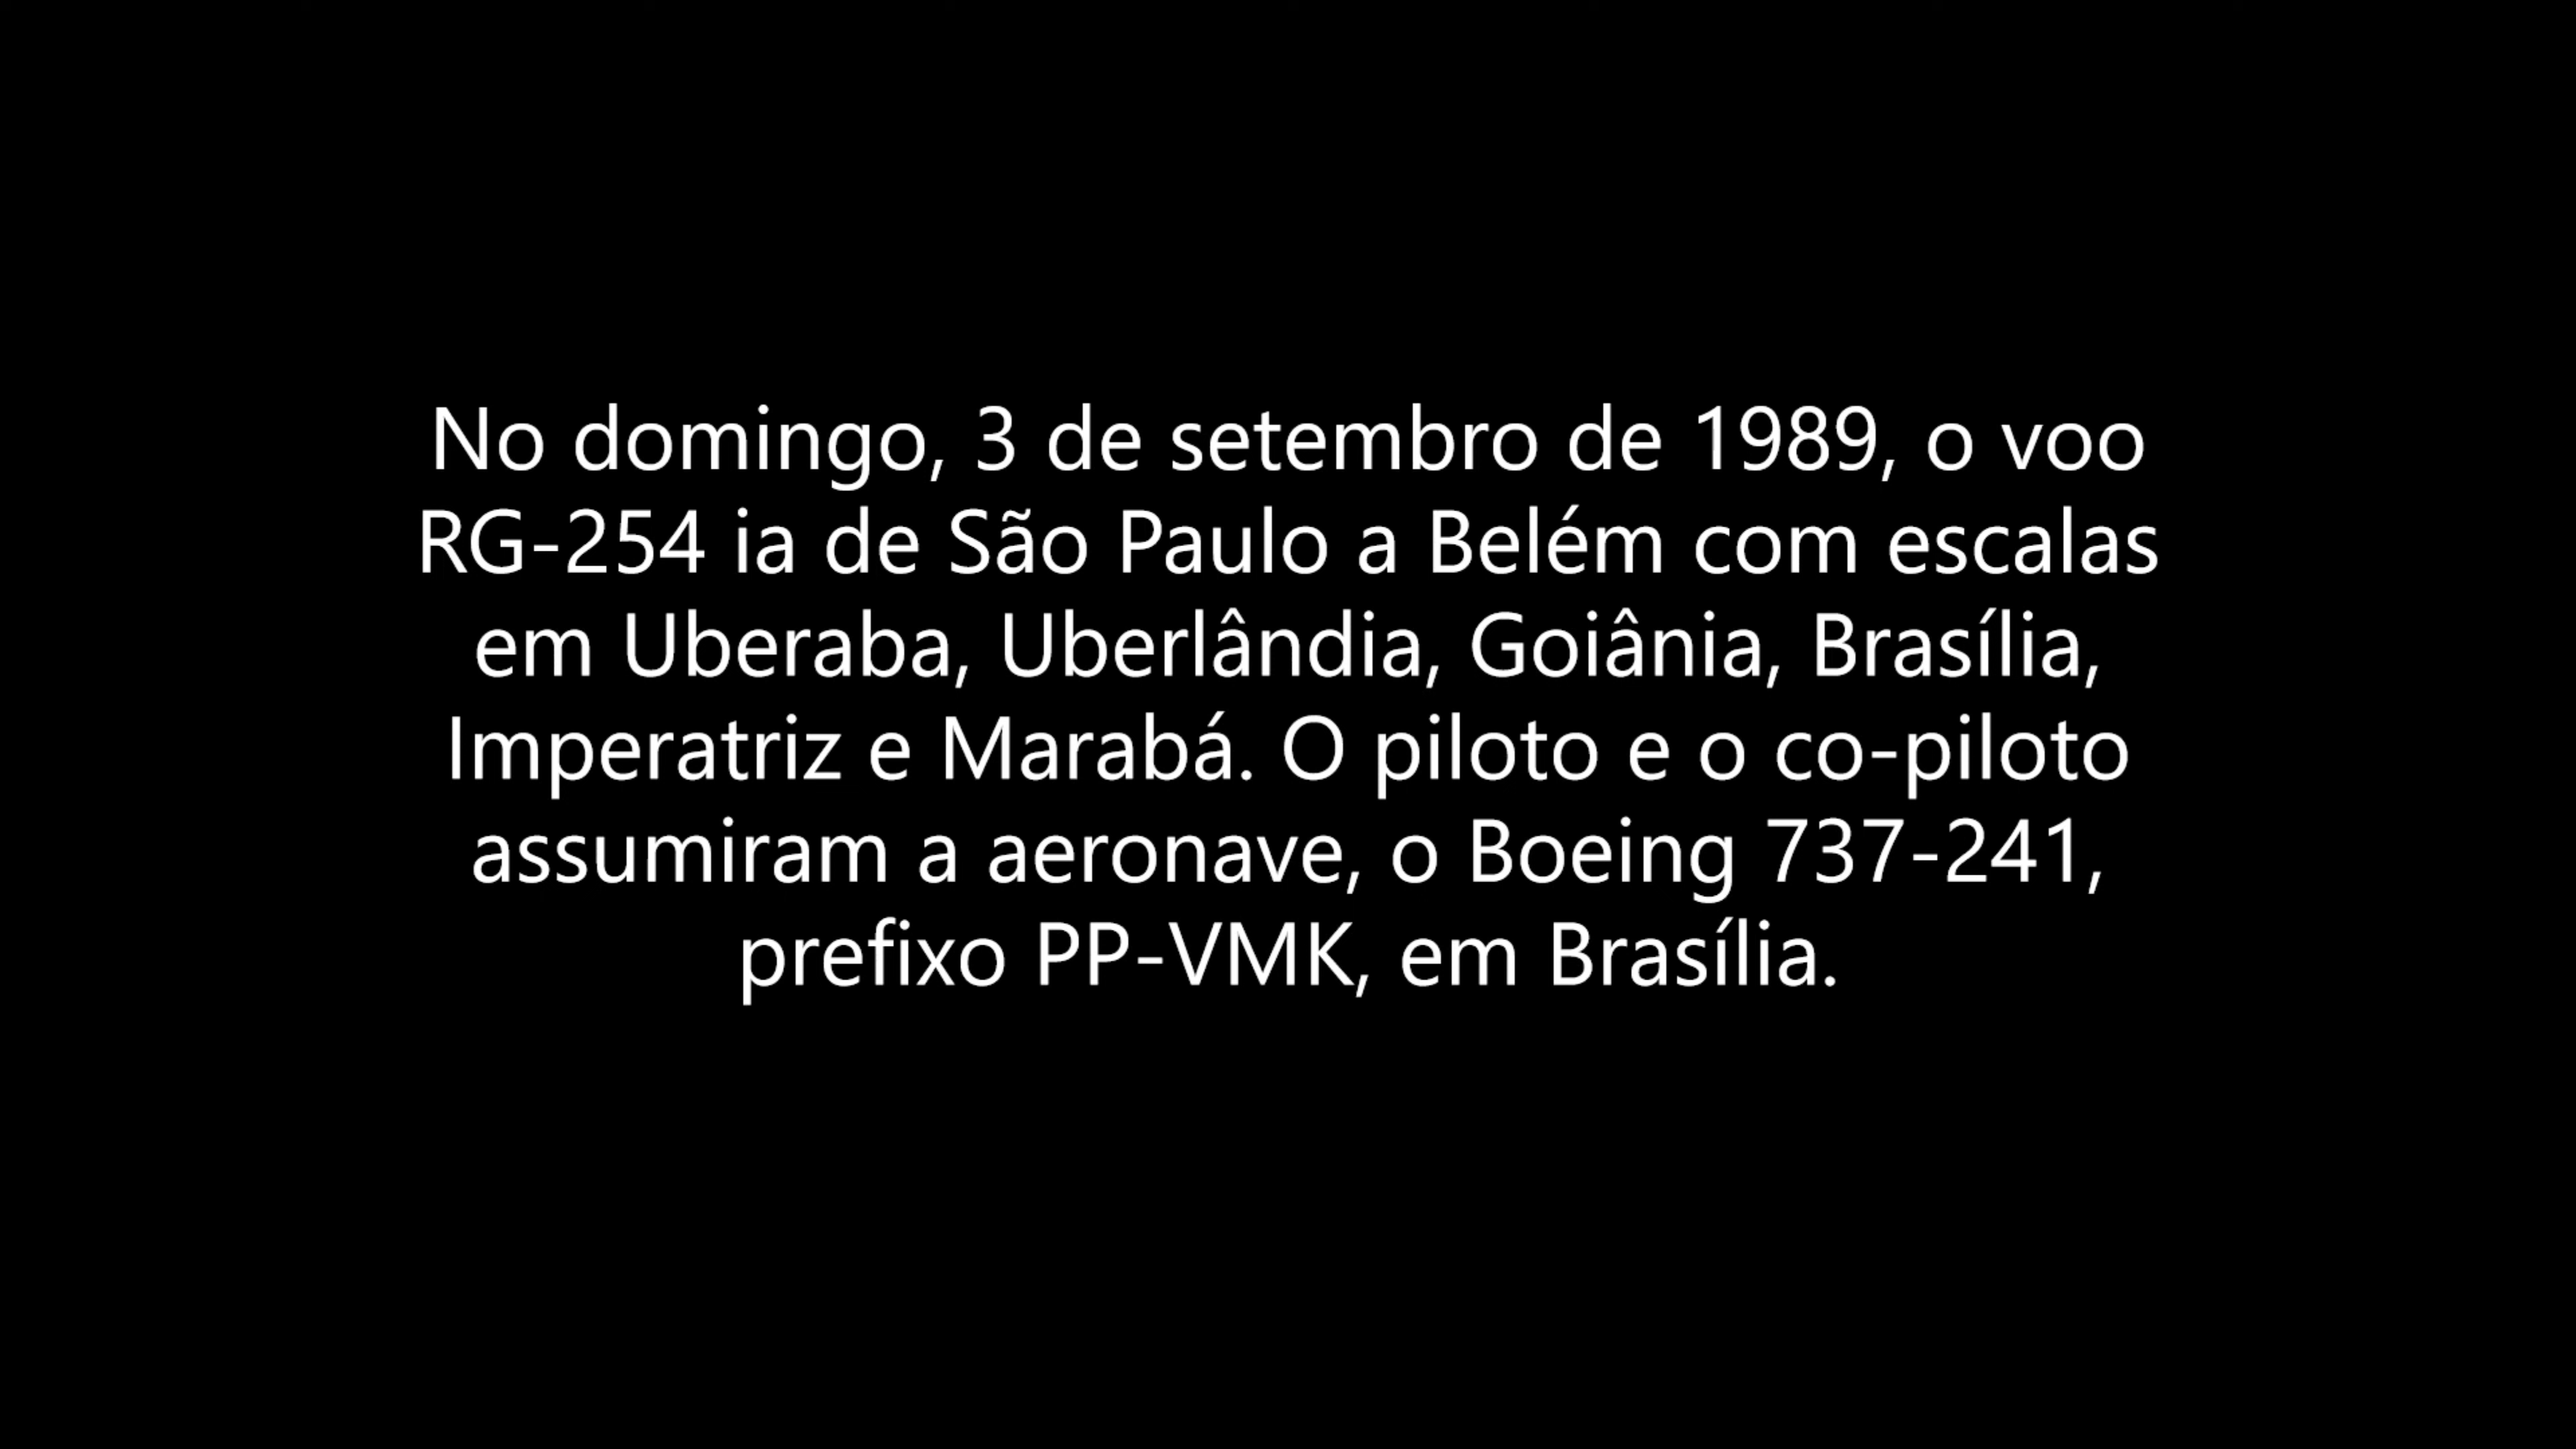 No domingo, 3 de setembro de 1989, o voo
RG-254 ia de São Paulo a Belém com escalas
em Uberaba, Uberlândia, Goiânia, Brasília,
Imperatriz e Marabá. O piloto e o co-piloto
assumiram a aeronave, o Boeing 737-241,
prefixo PP-VMK, em Brasília.